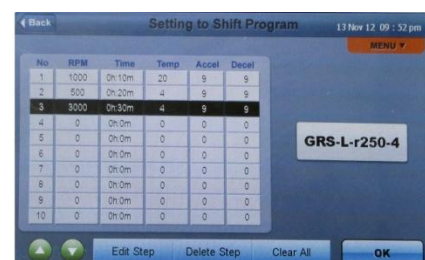 Back
Setting to Shift Program
13 Nov 12 09 : 52 pm
MENU
No RPM Time Temp Accel Decel
1 1000 0h:10m 20 9 9
2 500 0h:20m 4 9 9
3 3000 0h:30m 4 9 9
4 0 0h:0m 0 0 0
5 0 0h:0m 0 0 0
6 0 0h:0m 0 0 0
7 0 0h:0m 0 0 0
8 0 0h:0m 0 0 0
9 0 0h:0m 0 0 0
10 0 0h:0m 0 0 0
GRS-L-r250-4
Edit Step
Delete Step
Clear All
OK